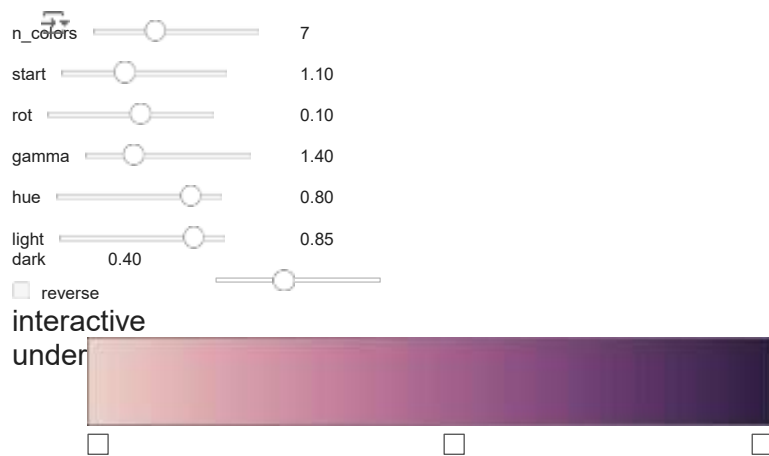 n_colors 7
start 1.10
rot 0.10
gamma 1.40
hue 0.80
light 0.85
dark 0.40
reverse
interactive
under